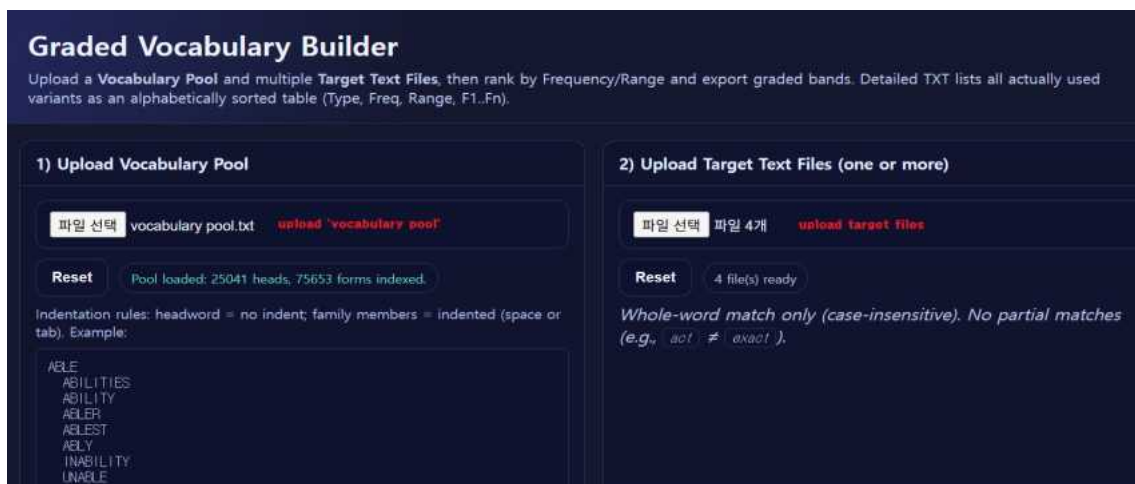 Graded Vocabulary Builder
Upload a Vocabulary Pool and multiple Target Text Files, then rank by Frequency/Range and export graded bands. Detailed TXT lists all actually used
variants as an alphabetically sorted table (Type, Freq, Range, F1..Fn).
1) Upload Vocabulary Pool
파일 선택 vocabulary pool.txt upload 'vocabulary pool'
Reset Pool loaded: 25041 heads, 75653 forms indexed.
Indentation rules: headword = no indent; family members = indented (space or
tab). Example:
ABLE
ABILITIES
ABILITY
ABLER
ABLEST
ABLY
INABILITY
UNABLE
2) Upload Target Text Files (one or more)
파일 선택 파일 4개 upload target files
Reset 4 file(s) ready
Whole-word match only (case-insensitive). No partial matches
(e.g., act ≠ exact ).